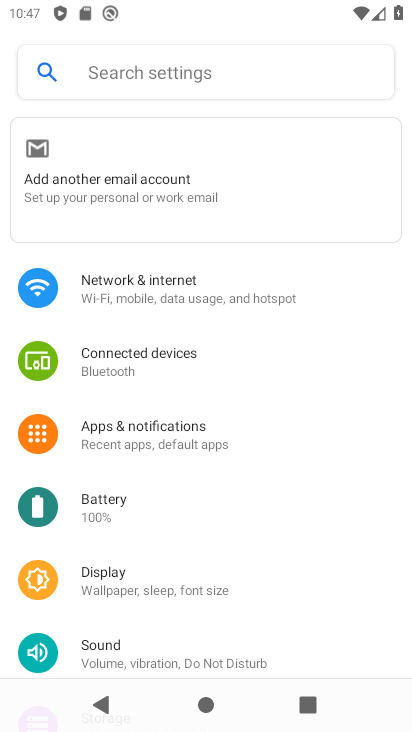 10:47
Search settings
Add another email account
Set up your personal or work email
Network & internet
Wi-Fi, mobile, data usage, and hotspot
Connected devices
Bluetooth
Apps & notifications
Recent apps, default apps
Battery
100%
Display
Wallpaper, sleep, font size
Sound
Volume, vibration, Do Not Disturb
Storage